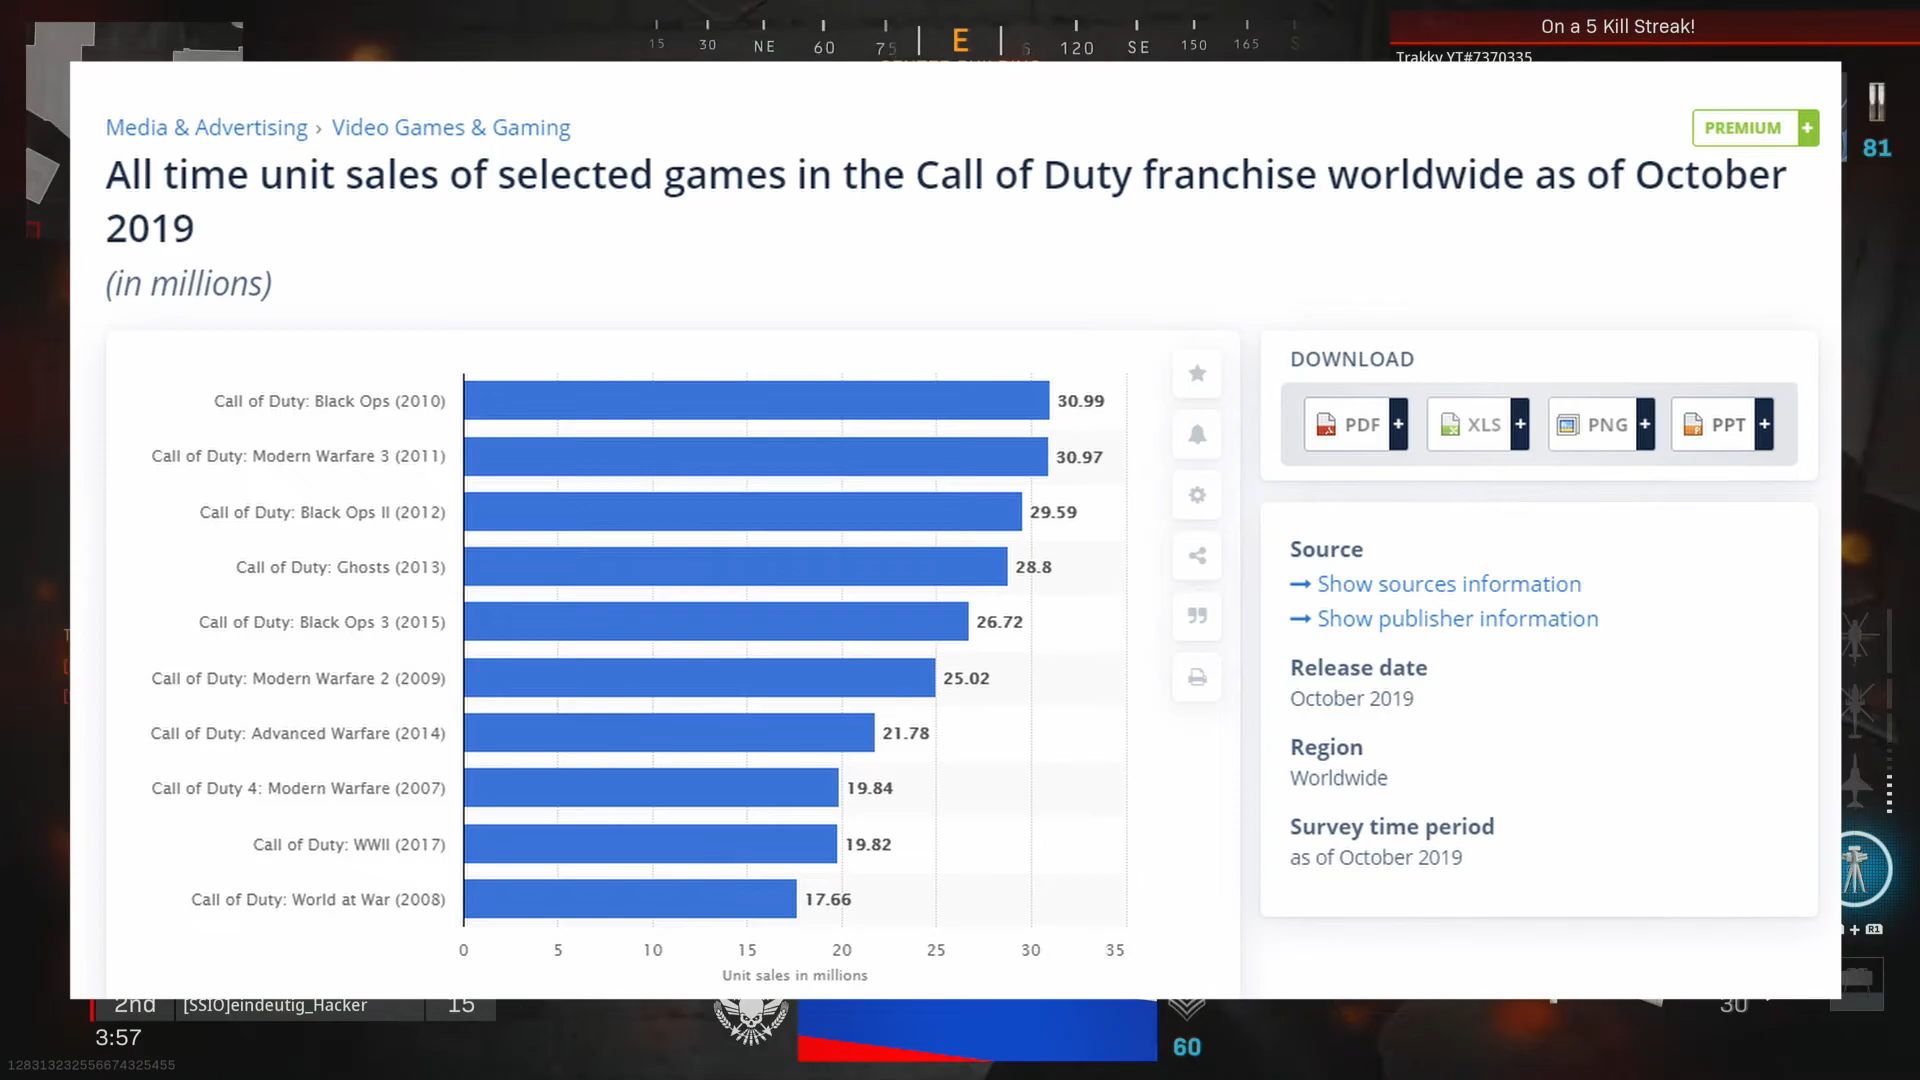 15 30 NE 60 75 E S 120 SE 150 165 S
On a 5 Kill Streak!
Trakky YT#7370335
81
Media & Advertising › Video Games & Gaming
PREMIUM +
All time unit sales of selected games in the Call of Duty franchise worldwide as of October
2019
(in millions)
Call of Duty: Black Ops (2010) 30.99
Call of Duty: Modern Warfare 3 (2011) 30.97
Call of Duty: Black Ops II (2012) 29.59
Call of Duty: Ghosts (2013) 28.8
Call of Duty: Black Ops 3 (2015) 26.72
Call of Duty: Modern Warfare 2 (2009) 25.02
Call of Duty: Advanced Warfare (2014) 21.78
Call of Duty 4: Modern Warfare (2007) 19.84
Call of Duty: WWII (2017) 19.82
Call of Duty: World at War (2008) 17.66
0 5 10 15 20 25 30 35
Unit sales in millions
DOWNLOAD
PDF + XLS + PNG + PPT +
Source
→ Show sources information
→ Show publisher information
Release date
October 2019
Region
Worldwide
Survey time period
as of October 2019
+ R1
2nd [SSIO]eindeutig_Hacker 15
30
3:57
60
12831323255667432 5455